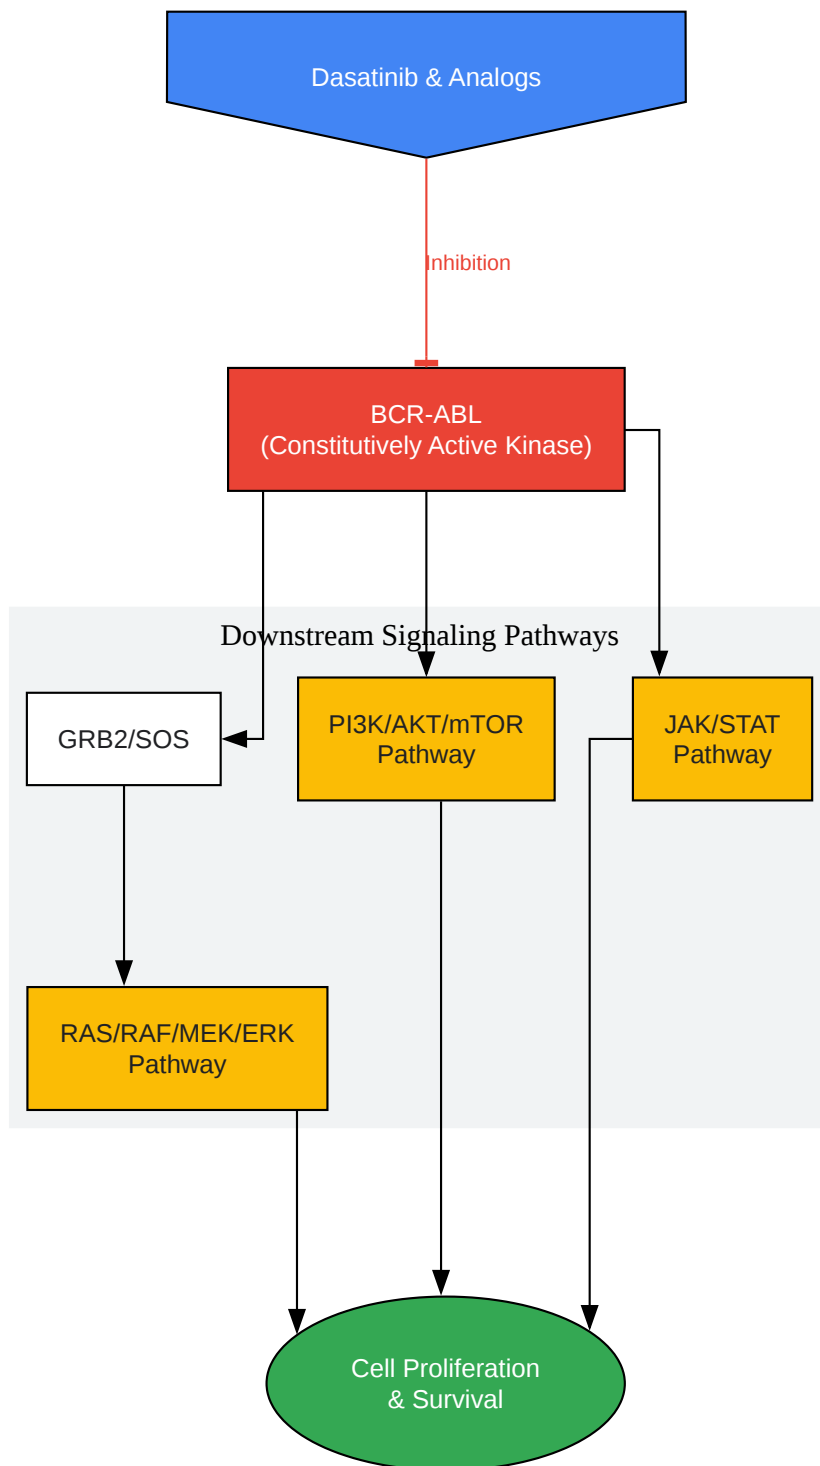 Dasatinib & Analogs
Inhibition
BCR-ABL
(Constitutively Active Kinase)
Downstream Signaling Pathways
GRB2/SOS
PI3K/AKT/mTOR
Pathway
JAK/STAT
Pathway
RAS/RAF/MEK/ERK
Pathway
Cell Proliferation
& Survival